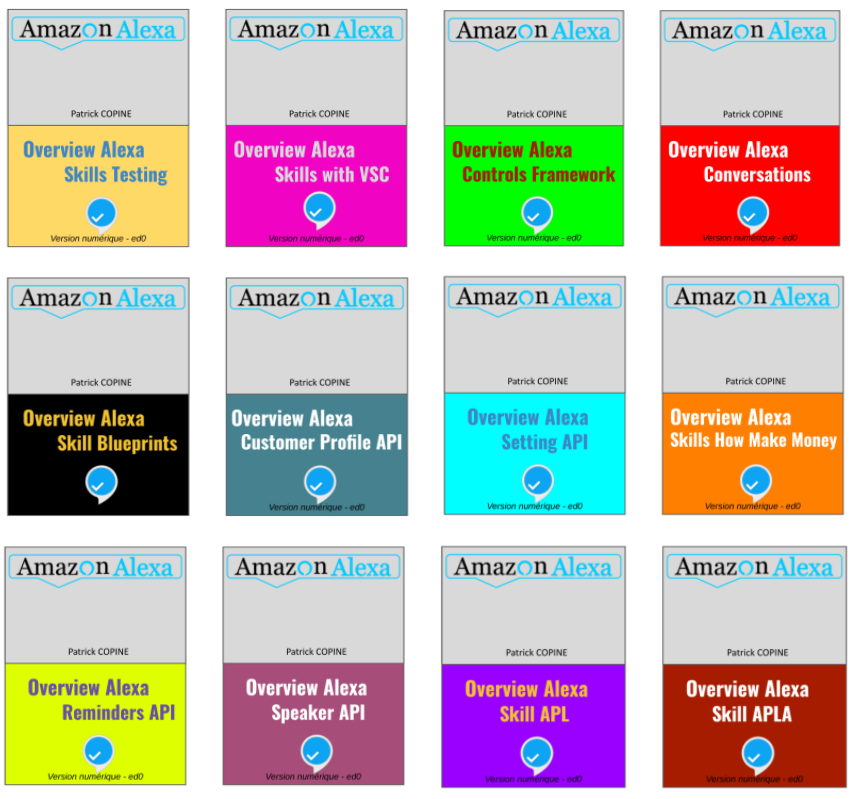 Amazon Alexa
Patrick COPINE
Overview Alexa
Skills Testing
Version numérique - ed0
Amazon Alexa
Patrick COPINE
Overview Alexa
Skills with VSC
Version numérique - ed0
Amazon Alexa
Patrick COPINE
Overview Alexa
Controls Framework
Version numérique - ed0
Amazon Alexa
Patrick COPINE
Overview Alexa
Conversations
Version numérique - ed0
Amazon Alexa
Patrick COPINE
Overview Alexa
Skill Blueprints
Amazon Alexa
Patrick COPINE
Overview Alexa
Customer Profile API
Version numérique - ed0
Amazon Alexa
Patrick COPINE
Overview Alexa
Setting API
Version numérique - ed0
Amazon Alexa
Patrick COPINE
Overview Alexa
Skills How Make Money
Version numérique - ed0
Amazon Alexa
Patrick COPINE
Overview Alexa
Reminders API
Version numérique - ed0
Amazon Alexa
Patrick COPINE
Overview Alexa
Speaker API
Version numérique - ed0
Amazon Alexa
Patrick COPINE
Overview Alexa
Skill APL
Version numérique - ed0
Amazon Alexa
Patrick COPINE
Overview Alexa
Skill APLA
Version numérique - ed0